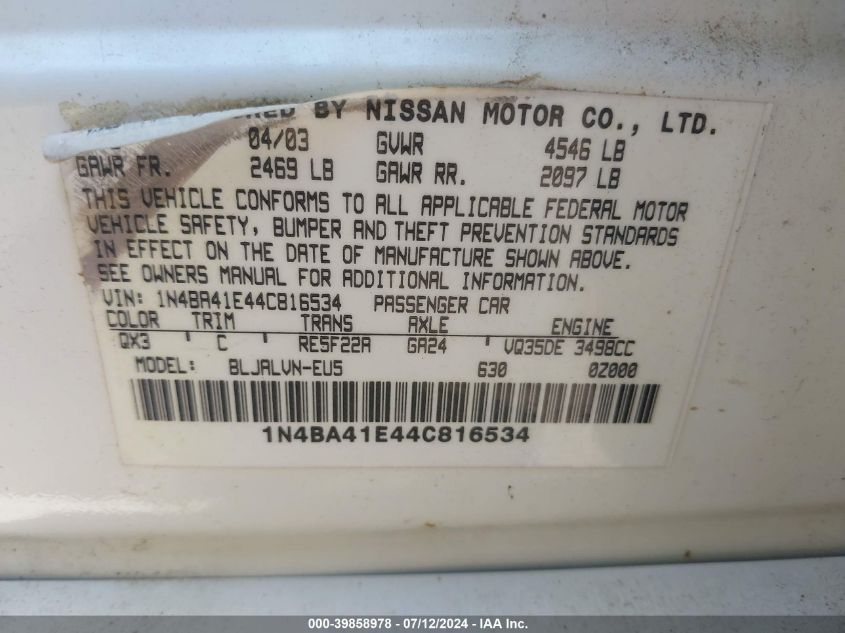 BY NISSAN MOTOR CO., LTD.
04/03 GVWR 4546 LB
GAWR FR. 2469 LB GAWR RR. 2097 LB
THIS VEHICLE CONFORMS TO ALL APPLICABLE FEDERAL MOTOR
VEHICLE SAFETY, BUMPER AND THEFT PREVENTION STANDARDS
IN EFFECT ON THE DATE OF MANUFACTURE SHOWN ABOVE.
SEE OWNERS MANUAL FOR ADDITIONAL INFORMATION.
VIN: 1N4BA41E44C816534 PASSENGER CAR
COLOR TRIM TRANS AXLE ENGINE
QX3 ' C ' RE5F22A GA24 ' VQ35DE 3498CC
MODEL: BLJALVN-EU5 630 0Z000
1N4BA41E44C816534
000-39858978 - 07/12/2024 - IAA Inc.